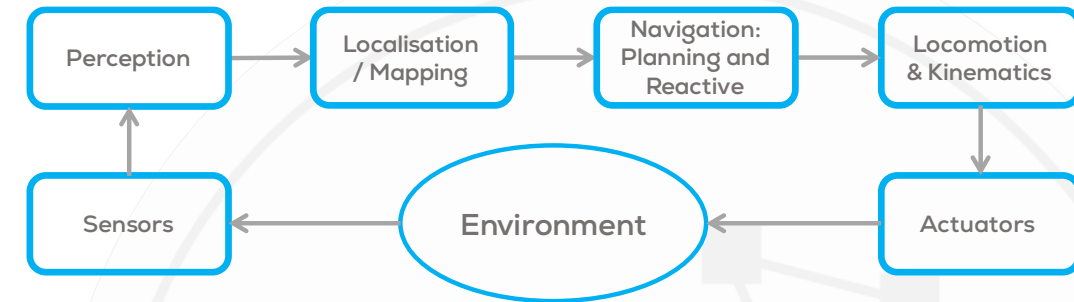 Perception
Localisation
/ Mapping
Navigation:
Planning and
Reactive
Locomotion
& Kinematics
Sensors
Environment
Actuators